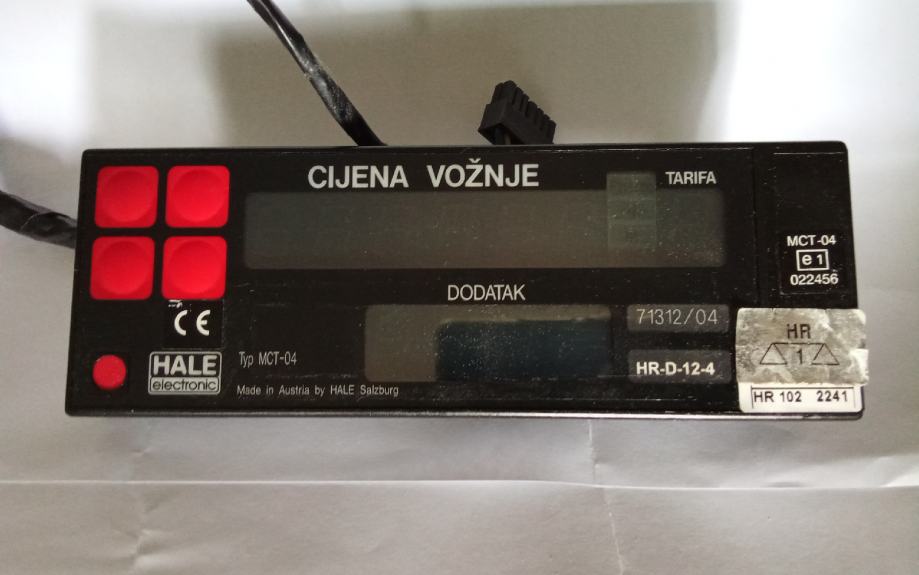 CIJENA VOŽNJE
TARIFA
MCT-04
e1
022456
DODATAK
CE
71312/04
HR
1
HALE
electronic
Typ MCT-04
HR-D-12-4
Made in Austria by HALE Salzburg
HR 102 2241